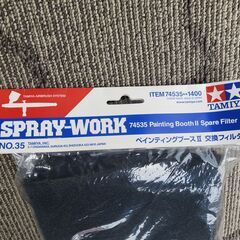 TAMIYA AIRBRUSH SYSTEM
ITEM 74535 1400
TAMIYA
SPRAY-WORK
74535 Painting Booth II Spare Filter
NO.35
TAMIYA, INC.
ペインティングブースII 交換フィル